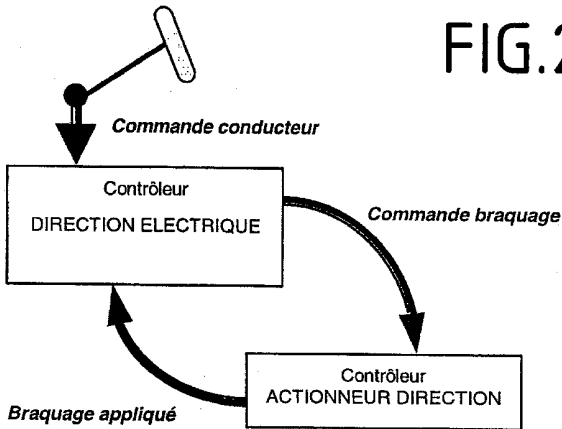 FIG.2
Commande conducteur
Contrôleur
DIRECTION ELECTRIQUE
Commande braquage
Contrôleur
ACTIONNEUR DIRECTION
Braquage appliqué